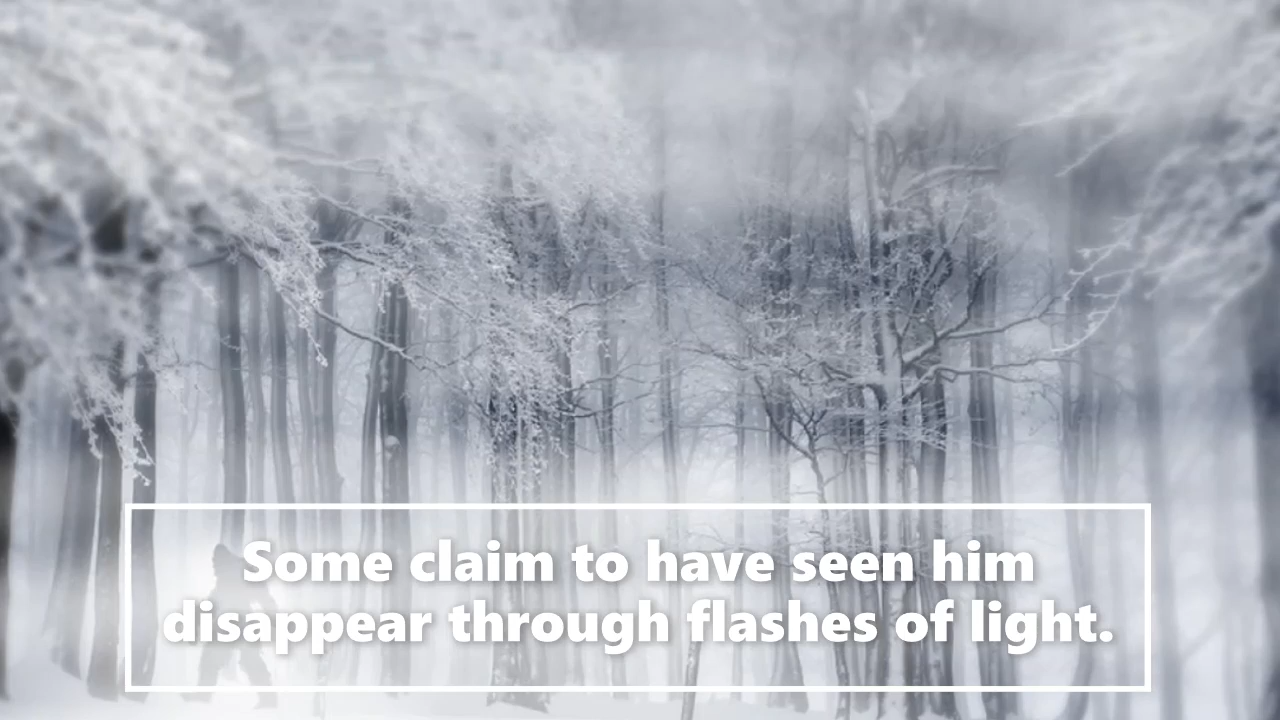 Some claim to have seen him
disappear through flashes of light.